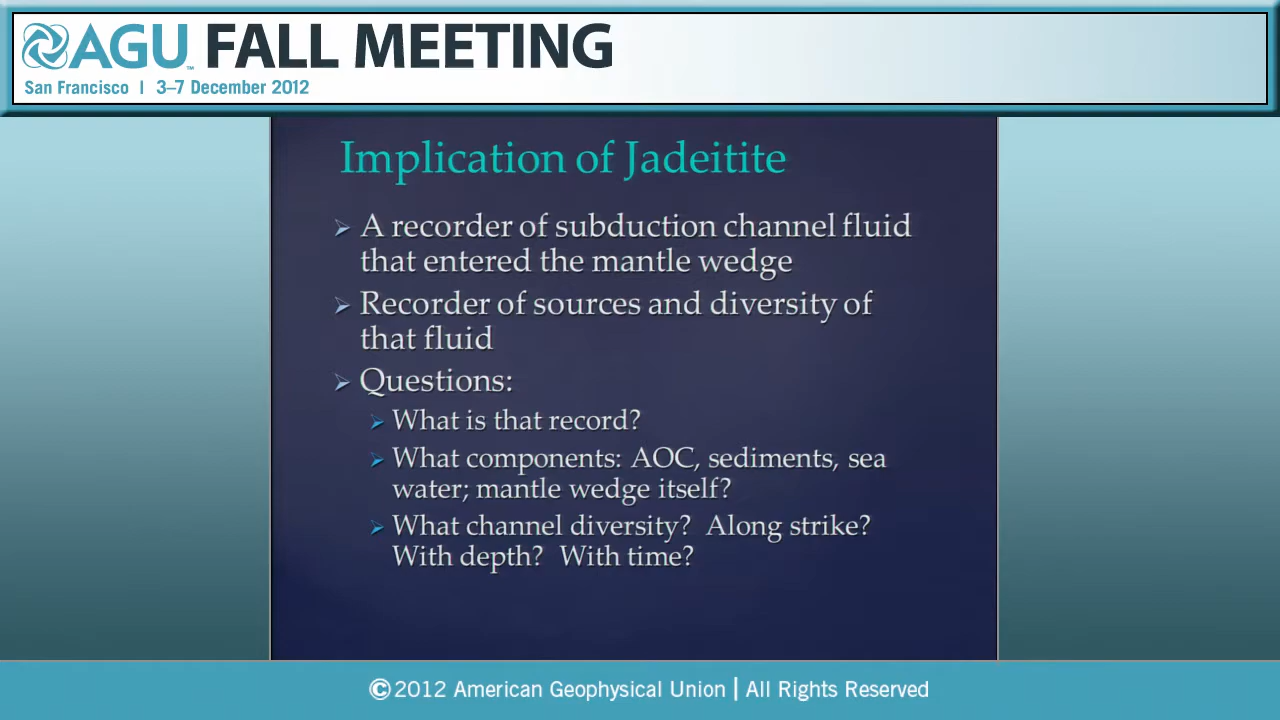 AGU™ FALL MEETING
San Francisco | 3–7 December 2012
Implication of Jadeitite
A recorder of subduction channel fluid
that entered the mantle wedge
Recorder of sources and diversity of
that fluid
Questions:
What is that record?
What components: AOC, sediments, sea
water; mantle wedge itself?
What channel diversity? Along strike?
With depth? With time?
©2012 American Geophysical Union | All Rights Reserved